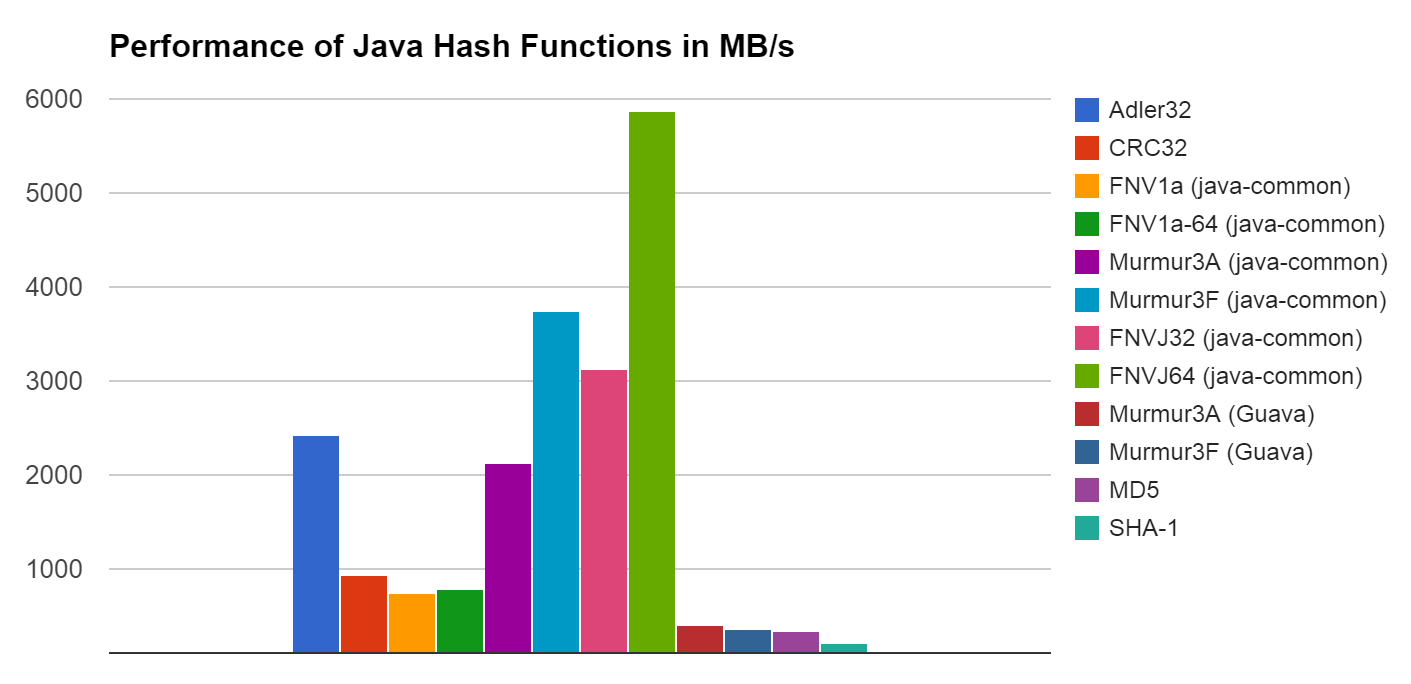 Performance of Java Hash Functions in MB/s
6000
5000
4000
3000
2000
1000
Adler32
CRC32
FNV1a (java-common)
FNV1a-64 (java-common)
Murmur3A (java-common)
Murmur3F (java-common)
FNVJ32 (java-common)
FNVJ64 (java-common)
Murmur3A (Guava)
Murmur3F (Guava)
MD5
SHA-1